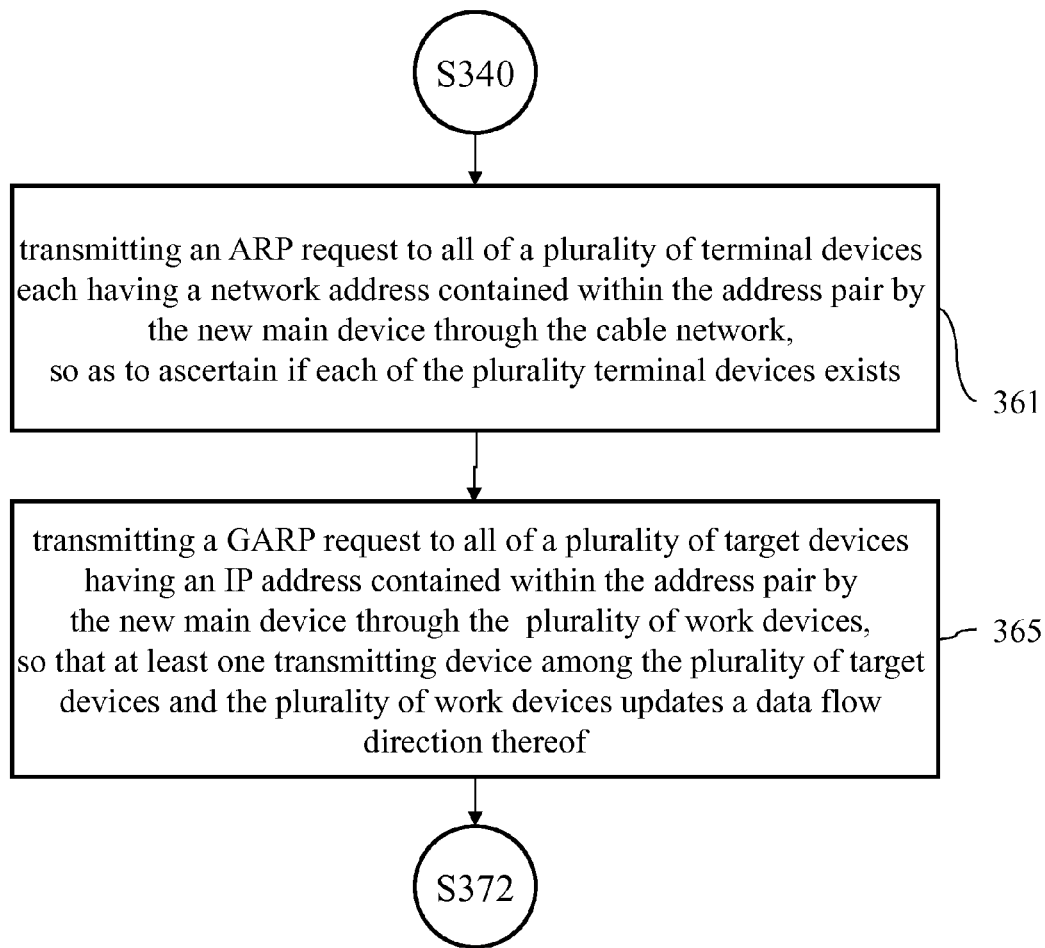 S340
transmitting an ARP request to all of a plurality of terminal devices
each having a network address contained within the address pair by
the new main device through the cable network,
so as to ascertain if each of the plurality terminal devices exists
361
transmitting a GARP request to all of a plurality of target devices
having an IP address contained within the address pair by
the new main device through the plurality of work devices,
so that at least one transmitting device among the plurality of target
devices and the plurality of work devices updates a data flow
direction thereof
365
S372